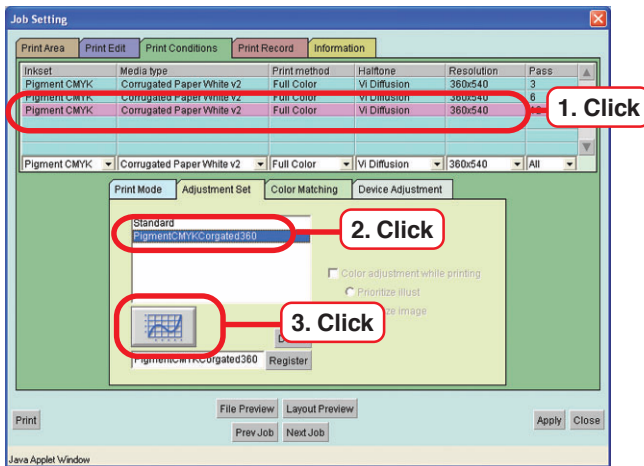 Job Setting
Print Area Print Edit Print Conditions Print Record Information
Inkset Media type Print method Halftone Resolution Pass
Pigment CMYK Corrugated Paper White v2 Full Color Vi Diffusion 360x540 3
Pigment CMYK Corrugated Paper White v2 Full Color Vi Diffusion 360x540 6
Pigment CMYK Corrugated Paper White v2 Full Color Vi Diffusion 360x540
1. Click
Pigment CMYK Corrugated Paper White v2 Full Color Vi Diffusion 360x540 All
Print Mode Adjustment Set Color Matching Device Adjustment
Standard
PigmentCMYKCorgated360
2. Click
Color adjustment while printing
Prioritize illust
image
3. Click
PigmentCMYKCorgated360 Register
File Preview Layout Preview
Print Apply Close
Prev Job Next Job
Java Applet Window